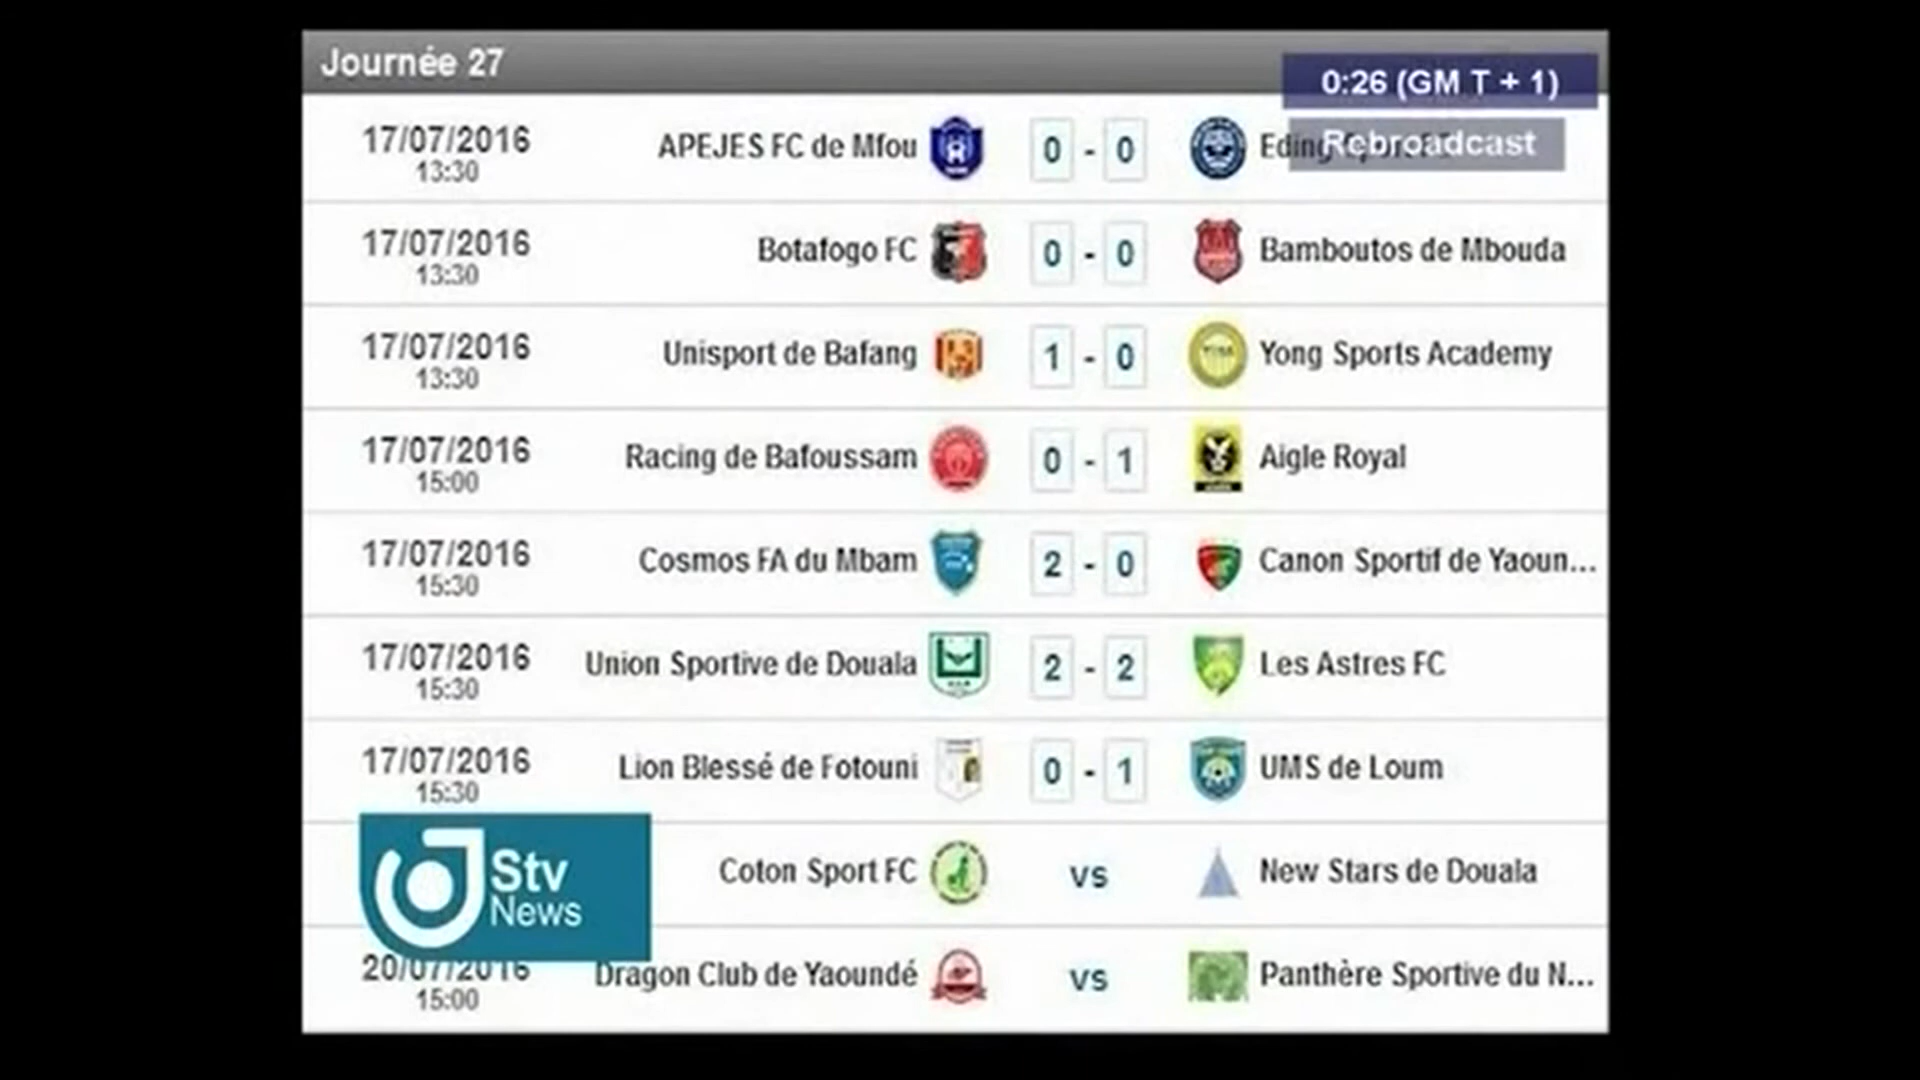 Journée 27
0:26 (GM T + 1)
Rebroadcast
17/07/2016
13:30
APEJES FC de Mfou
0 - 0
17/07/2016
13:30
Botafogo FC
0 - 0
Bamboutos de Mbouda
17/07/2016
13:30
Unisport de Bafang
1 - 0
Yong Sports Academy
17/07/2016
15:00
Racing de Bafoussam
0 - 1
Aigle Royal
17/07/2016
15:30
Cosmos FA du Mbam
2 - 0
Canon Sportif de Yaoun...
17/07/2016
15:30
Union Sportive de Douala
2 - 2
Les Astres FC
17/07/2016
15:30
Lion Blessé de Fotouni
0 - 1
UMS de Loum
Stv
News
Coton Sport FC
vs
New Stars de Douala
20/07/2016
15:00
Dragon Club de Yaoundé
vs
Panthère Sportive du N...